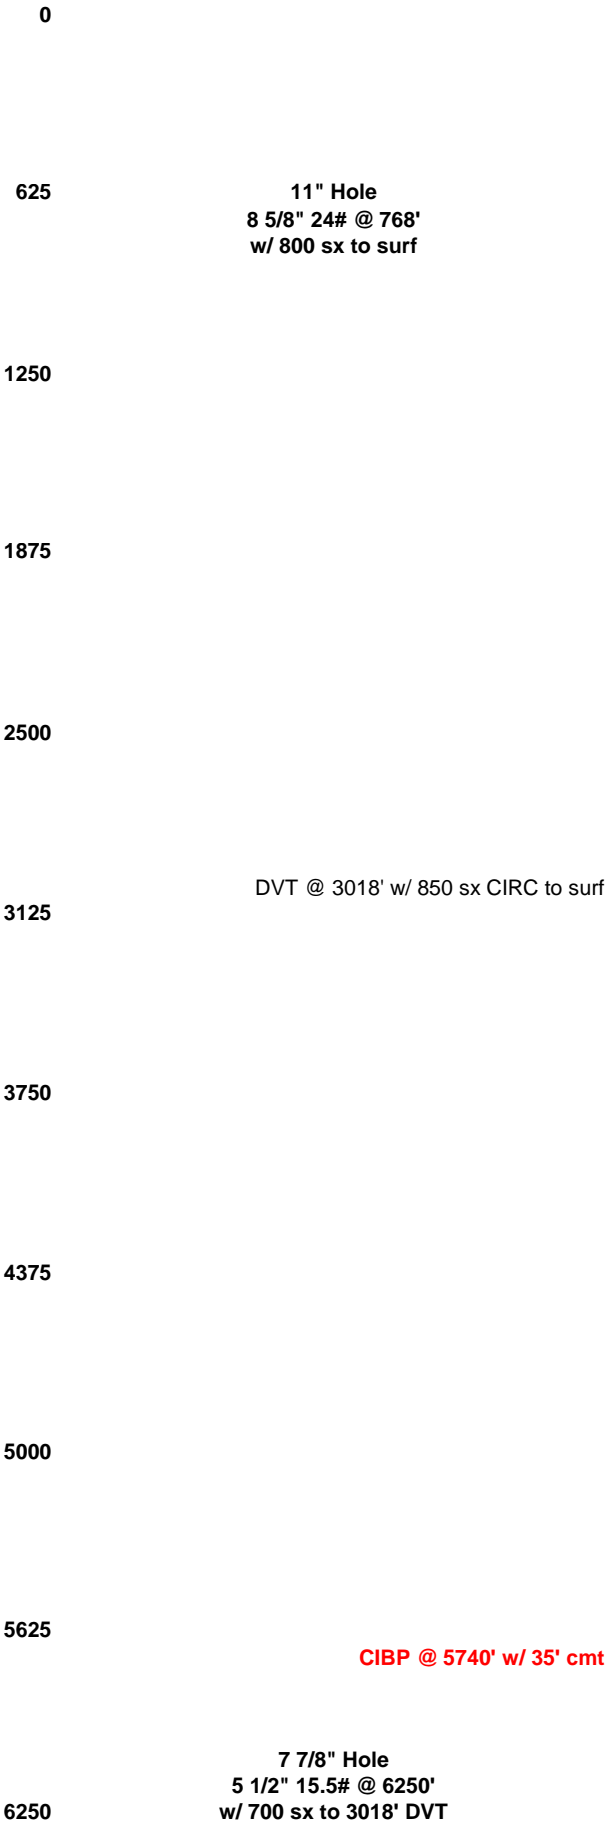 0
625
11" Hole
8 5/8" 24# @ 768'
w/ 800 sx to surf
1250
1875
2500
DVT @ 3018' w/ 850 sx CIRC to surf
3125
3750
4375
5000
5625
CIBP @ 5740' w/ 35' cmt
7 7/8" Hole
5 1/2" 15.5# @ 6250'
6250
w/ 700 sx to 3018' DVT